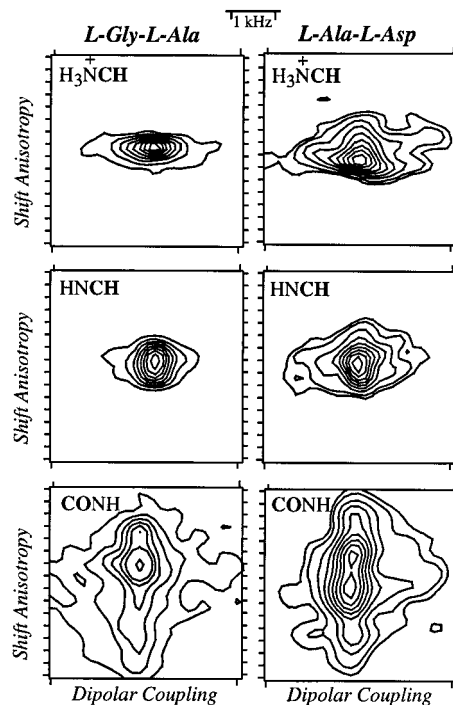 L-Gly-L-Ala
1 kHz
L-Ala-L-Asp
H₃N⁺CH
H₃N⁺CH
Shift Anisotropy
HNCH
HNCH
Shift Anisotropy
CONH
CONH
Shift Anisotropy
Dipolar Coupling
Dipolar Coupling